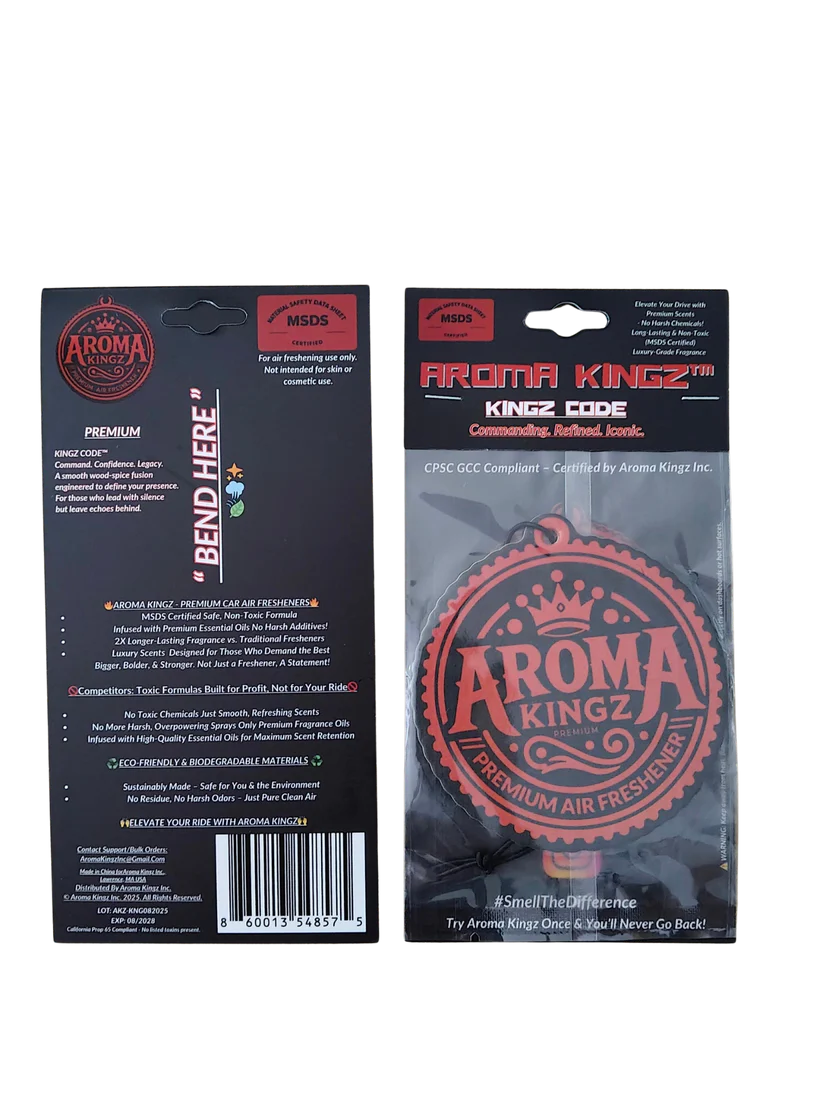 AROMA
KINGZ
PREMIUM AIR FRESHENER
MATERIAL SAFETY DATA SHEET
MSDS
CERTIFIED
For air freshening use only.
Not intended for skin or
cosmetic use.
PREMIUM
KINGZ CODE™
Command. Confidence. Legacy.
A smooth wood-spice fusion
engineered to define your presence.
For those who lead with silence
but leave echoes behind.
“ BEND HERE ”
🔥AROMA KINGZ - PREMIUM CAR AIR FRESHENERS🔥
• MSDS Certified Safe, Non-Toxic Formula
• Infused with Premium Essential Oils No Harsh Additives!
• 2X Longer-Lasting Fragrance vs. Traditional Fresheners
• Luxury Scents Designed for Those Who Demand the Best
Bigger, Bolder, & Stronger. Not Just a Freshener, A Statement!
🚫Competitors: Toxic Formulas Built for Profit, Not for Your Ride🚫
• No Toxic Chemicals Just Smooth, Refreshing Scents
• No More Harsh, Overpowering Sprays Only Premium Fragrance Oils
• Infused with High-Quality Essential Oils for Maximum Scent Retention
♻️ECO-FRIENDLY & BIODEGRADABLE MATERIALS ♻️
• Sustainably Made – Safe for You & the Environment
• No Residue, No Harsh Odors – Just Pure Clean Air
🙌ELEVATE YOUR RIDE WITH AROMA KINGZ🙌
Contact Support/Bulk Orders:
AromaKingzInc@Gmail.Com
Made in China forAroma Kingz Inc.
Lawrence, MA USA
Distributed By Aroma Kingz Inc.
© Aroma Kingz Inc. 2025. All Rights Reserved.
LOT: AKZ-KNG082025
EXP: 08/2028
California Prop 65 Compliant - No listed toxins present.
8 60013 54857 5
MATERIAL SAFETY DATA SHEET
MSDS
CERTIFIED
Elevate Your Drive with
Premium Scents
- No Harsh Chemicals!
Long-Lasting & Non-Toxic
(MSDS Certified)
Luxury-Grade Fragrance
AROMA KINGZ™
KINGZ CODE
Commanding. Refined. Iconic.
CPSC GCC Compliant – Certified by Aroma Kingz Inc.
AROMA
KINGZ
PREMIUM
// PREMIUM AIR FRESHENER //
on dashboards or hot surfaces.
⚠ WARNING: Keep away from
#SmellTheDifference
Try Aroma Kingz Once & You'll Never Go Back!